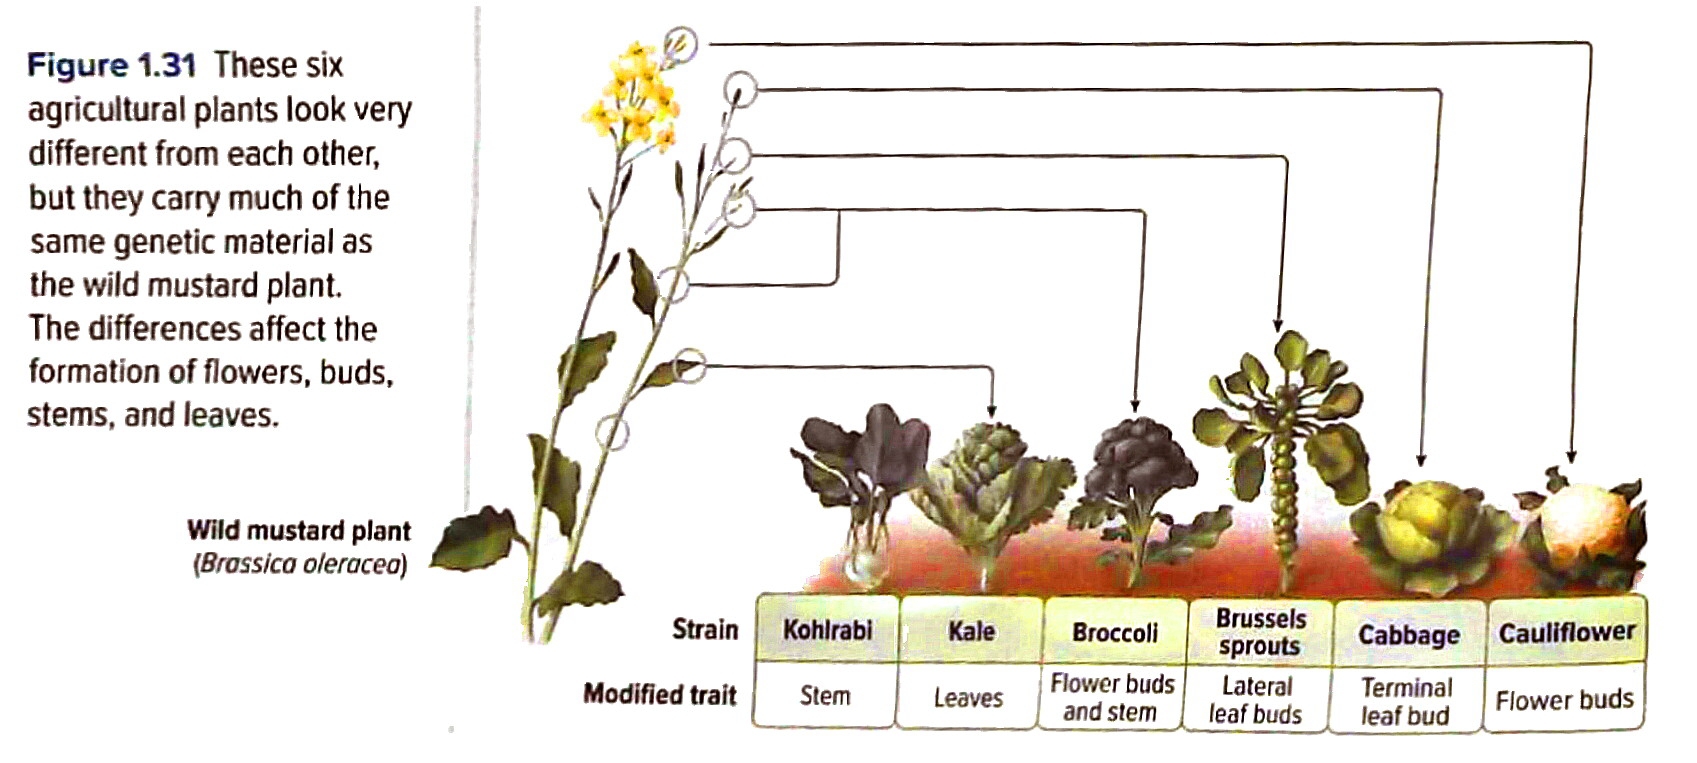 Figure 1.31 These six
agricultural plants look very
different from each other,
but they carry much of the
same genetic material as
the wild mustard plant.
The differences affect the
formation of flowers, buds,
stems, and leaves.
Wild mustard plant
(Brassica oleracea)
Strain Kohlrabi Kale Broccoli Brussels sprouts Cabbage Cauliflower
Modified trait Stem Leaves Flower buds and stem Lateral leaf buds Terminal leaf bud Flower buds